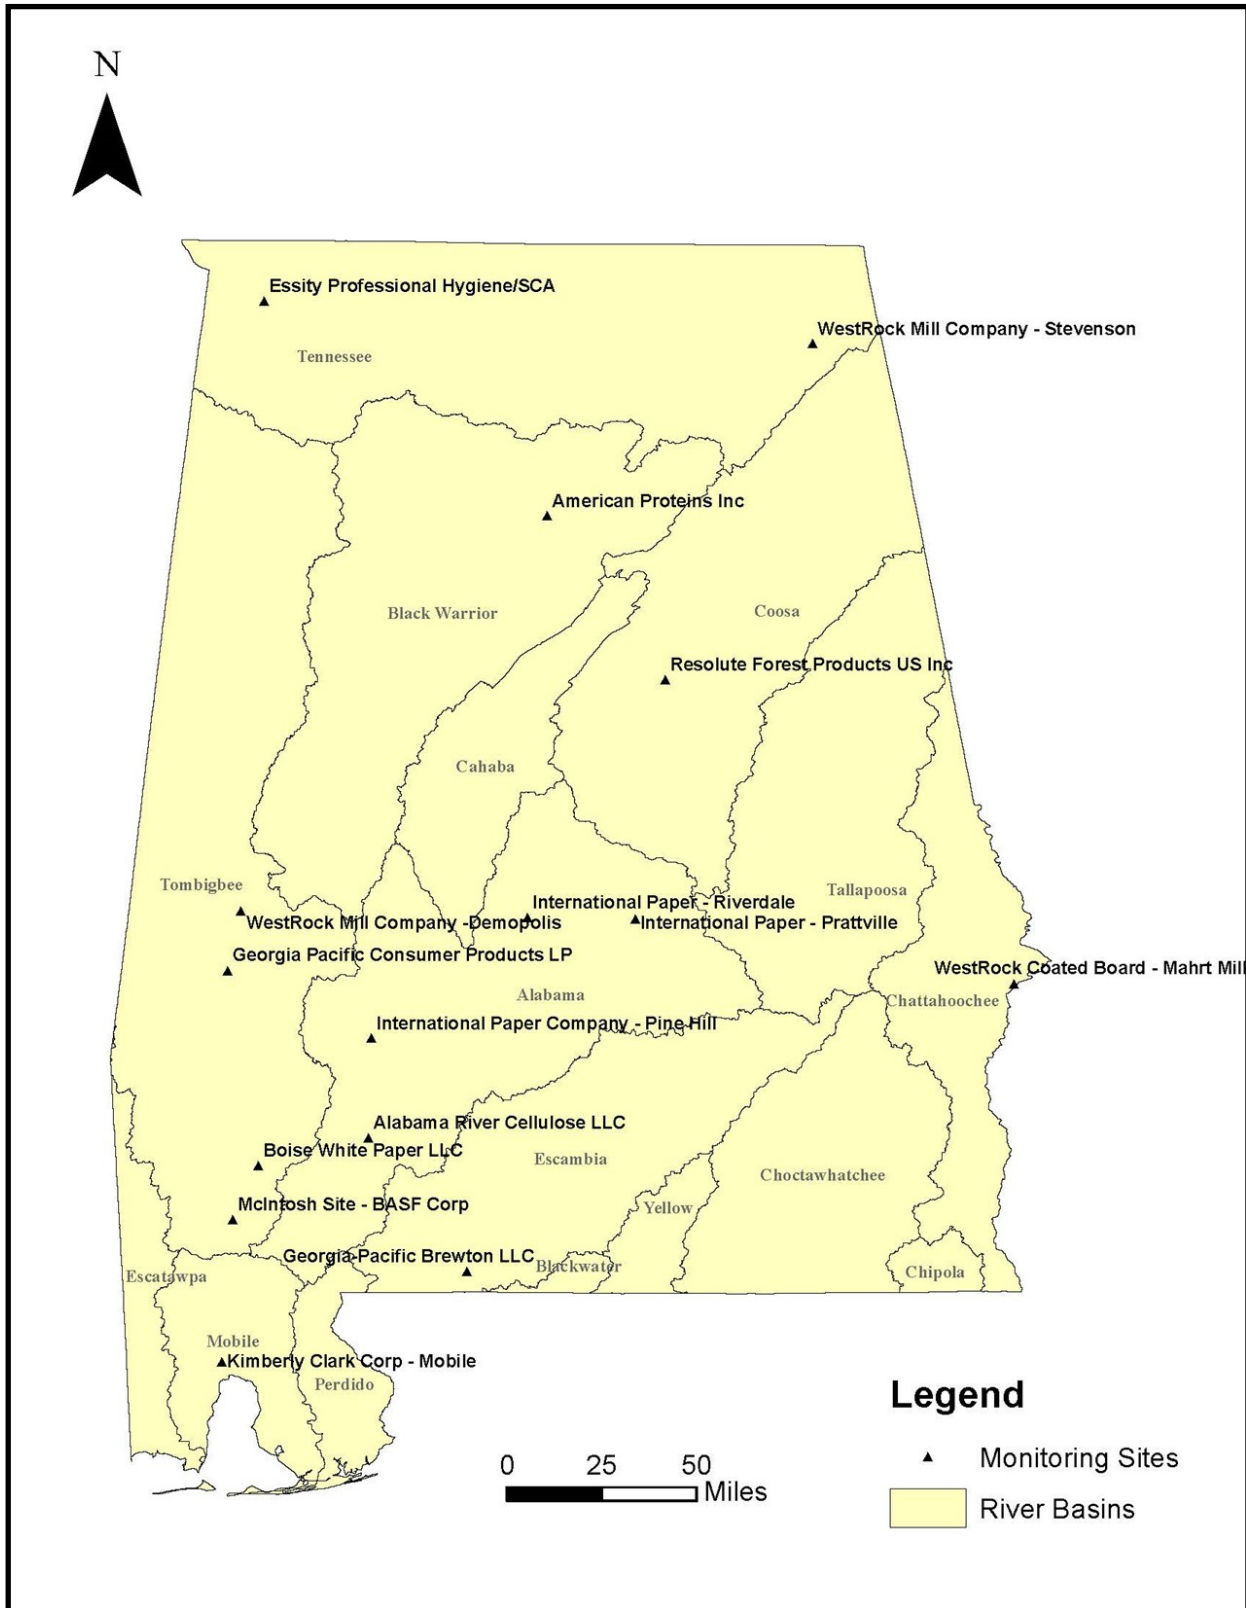 N
Essity Professional Hygiene/SCA
WestRock Mill Company - Stevenson
Tennessee
American Proteins Inc
Black Warrior
Coosa
Resolute Forest Products US Inc
Cahaba
Tombigbee
Tallapoosa
International Paper - Riverdale
WestRock Mill Company -Demopolis
International Paper - Prattville
Georgia Pacific Consumer Products LP
WestRock Coated Board - Mahrt Mill
Alabama
Chattahoochee
International Paper Company - Pine Hill
Alabama River Cellulose LLC
Boise White Paper LLC
Escambia
Choctawhatchee
McIntosh Site - BASF Corp
Yellow
Georgia-Pacific Brewton LLC
Blackwater
Escatawpa
Chipola
Mobile
Kimberly Clark Corp - Mobile
Perdido
Legend
Monitoring Sites
River Basins
0 25 50
Miles